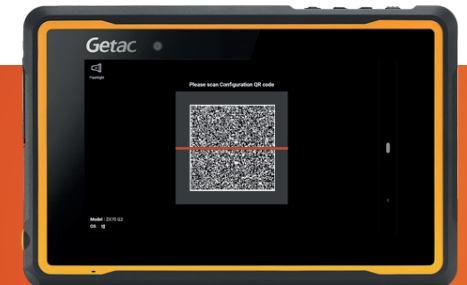 Getac
Flashlight
Please scan Configuration QR code
Model : ZX70 G2
OS :